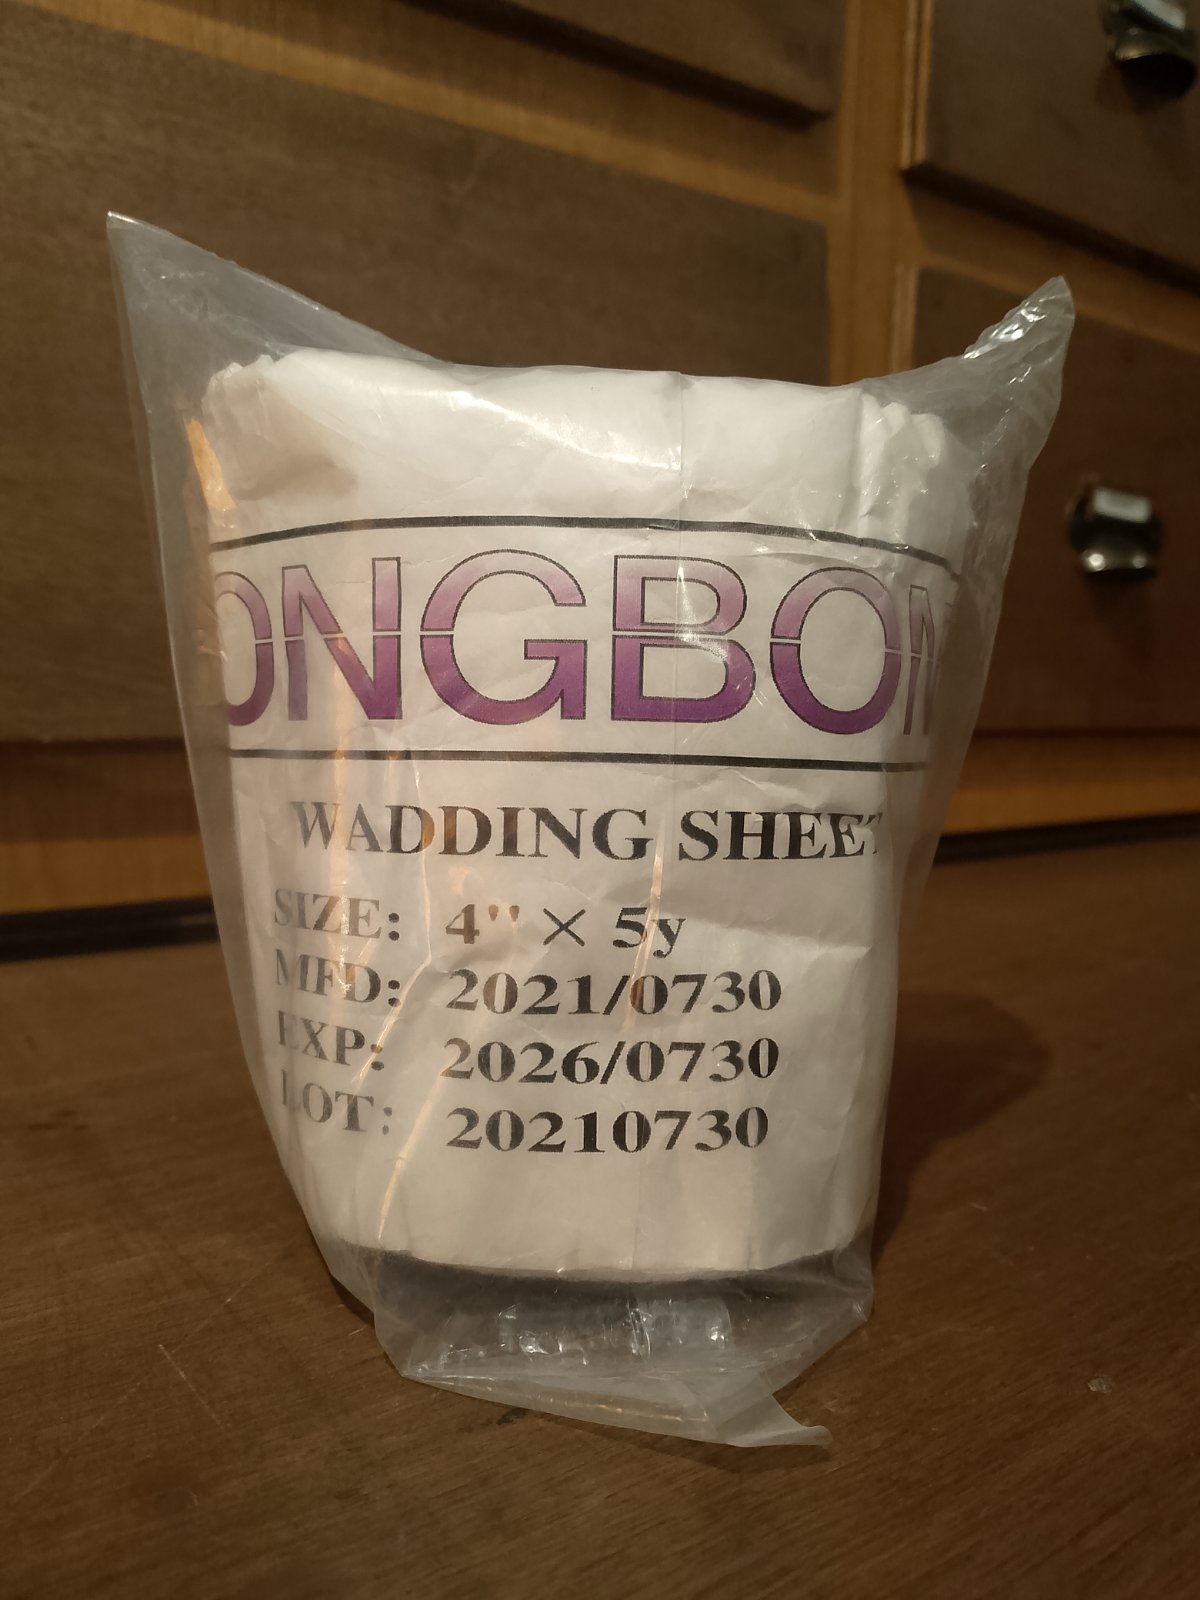 ONGBON
WADDING SHEET
SIZE: 4'' × 5y
MFD: 2021/0730
EXP: 2026/0730
LOT: 20210730